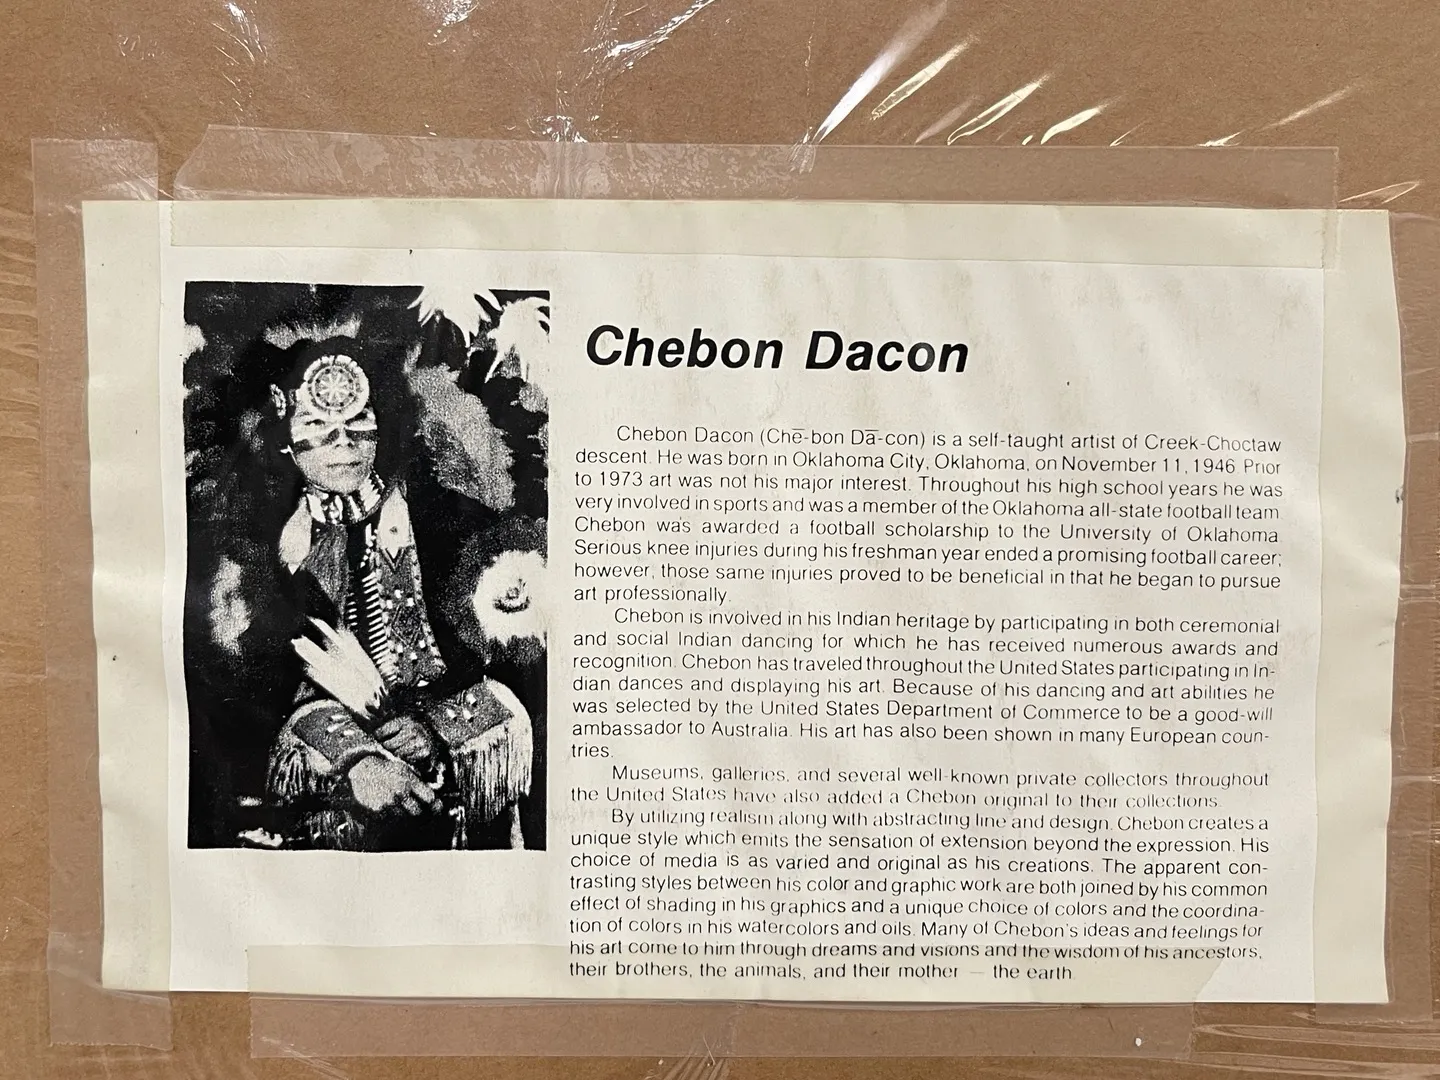 Chebon Dacon
Chebon Dacon (Chē-bon Dā-con) is a self-taught artist of Creek-Choctaw
descent. He was born in Oklahoma City, Oklahoma, on November 11, 1946. Prior
to 1973 art was not his major interest. Throughout his high school years he was
very involved in sports and was a member of the Oklahoma all-state football team.
Chebon was awarded a football scholarship to the University of Oklahoma
Serious knee injuries during his freshman year ended a promising football career;
however, those same injuries proved to be beneficial in that he began to pursue
art professionally.
Chebon is involved in his Indian heritage by participating in both ceremonial
and social Indian dancing for which he has received numerous awards and
recognition. Chebon has traveled throughout the United States participating in In-
dian dances and displaying his art. Because of his dancing and art abilities he
was selected by the United States Department of Commerce to be a good-will
ambassador to Australia. His art has also been shown in many European coun-
tries.
Museums, galleries, and several well-known private collectors throughout
the United States have also added a Chebon original to their collections.
By utilizing realism along with abstracting line and design, Chebon creates a
unique style which emits the sensation of extension beyond the expression. His
choice of media is as varied and original as his creations. The apparent con-
trasting styles between his color and graphic work are both joined by his common
effect of shading in his graphics and a unique choice of colors and the coordina-
tion of colors in his watercolors and oils. Many of Chebon's ideas and feelings for
his art come to him through dreams and visions and the wisdom of his ancestors,
their brothers, the animals, and their mother — the earth.